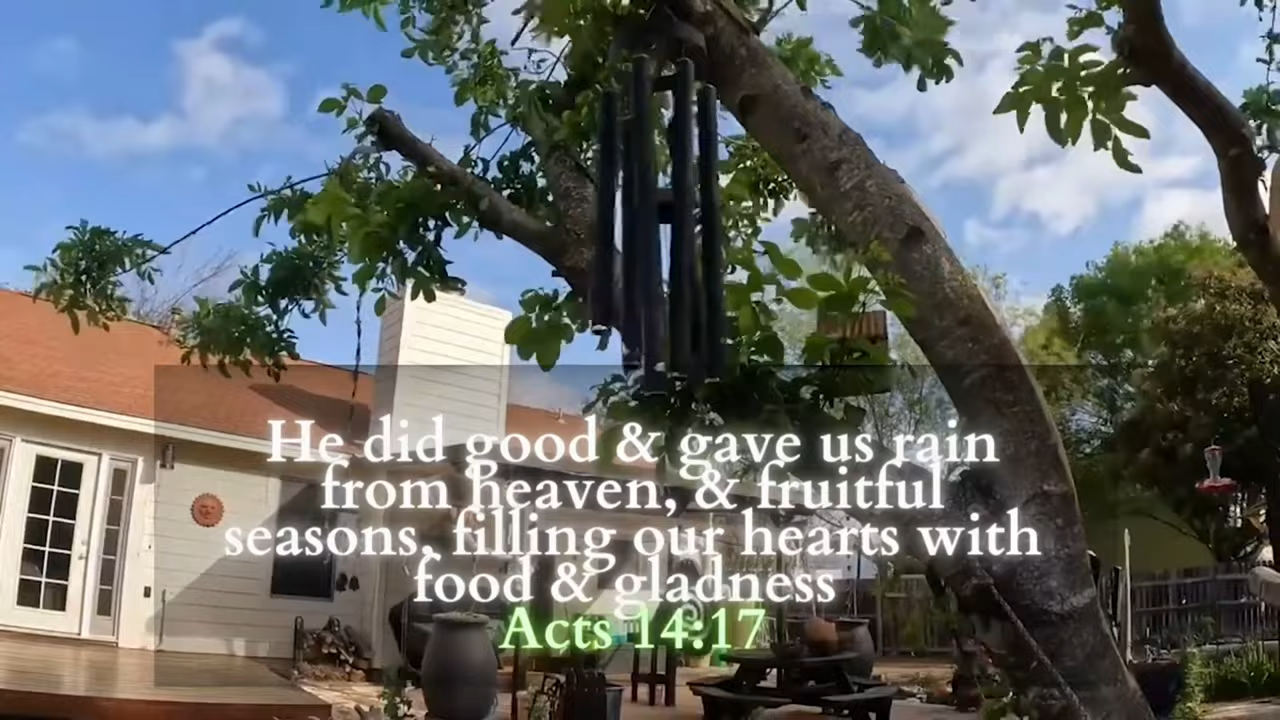 He did good & gave us rain
from heaven, & fruitful
seasons, filling our hearts with
food & gladness
Acts 14:17